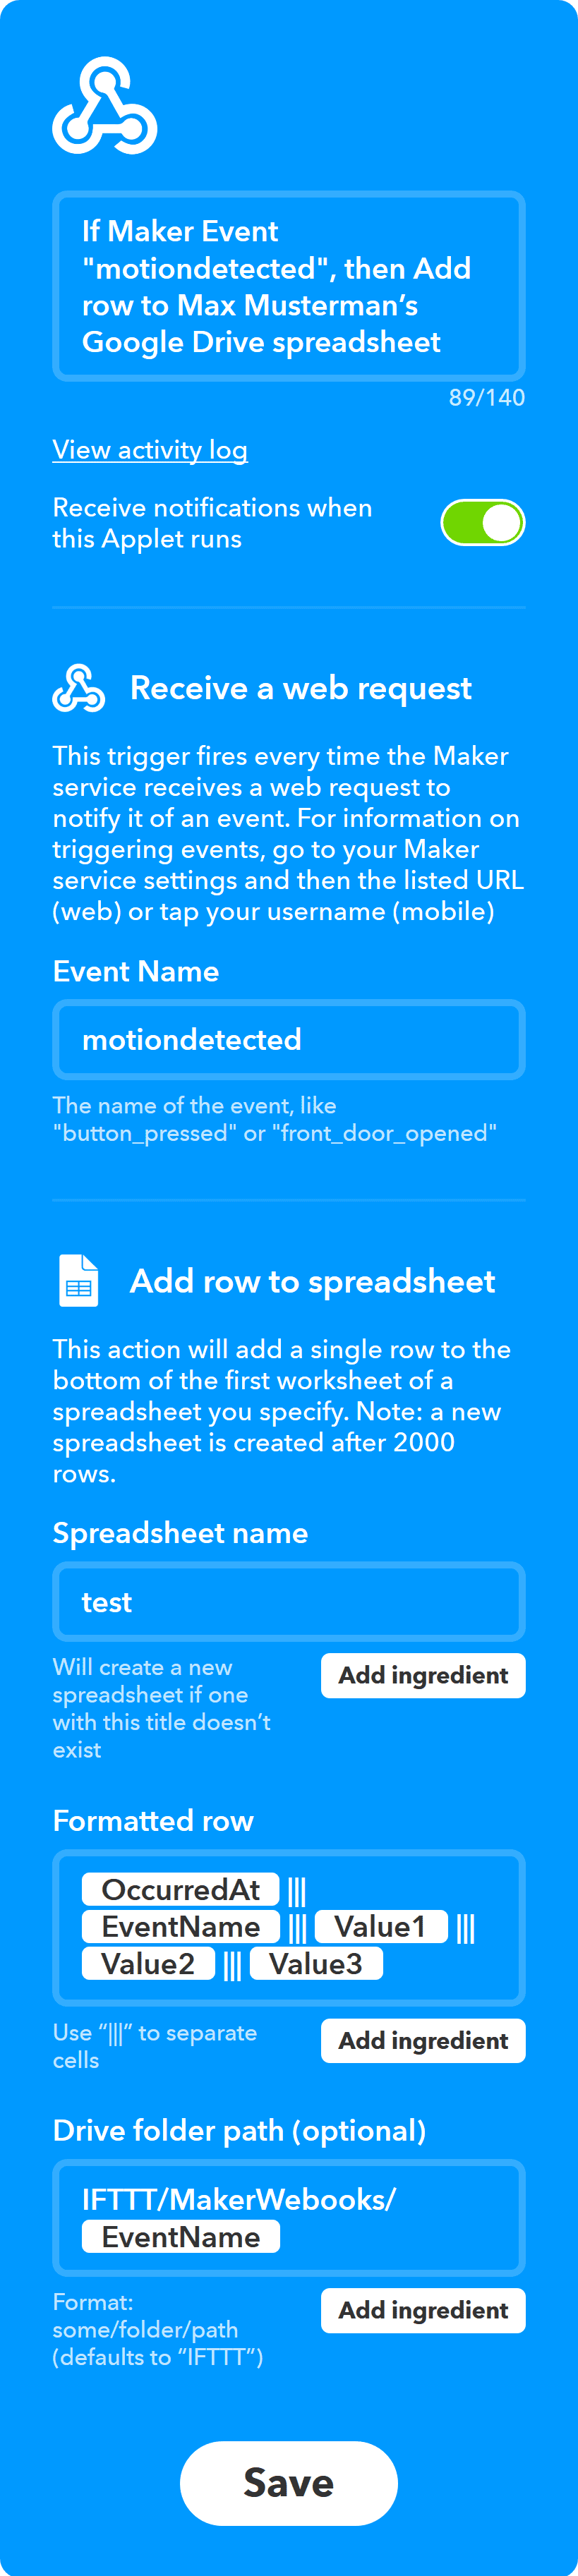 If Maker Event
"motiondetected", then Add
row to Max Musterman’s
Google Drive spreadsheet
89/140
View activity log
Receive notifications when
this Applet runs
Receive a web request
This trigger fires every time the Maker
service receives a web request to
notify it of an event. For information on
triggering events, go to your Maker
service settings and then the listed URL
(web) or tap your username (mobile)
Event Name
motiondetected
The name of the event, like
"button_pressed" or "front_door_opened"
Add row to spreadsheet
This action will add a single row to the
bottom of the first worksheet of a
spreadsheet you specify. Note: a new
spreadsheet is created after 2000
rows.
Spreadsheet name
test
Will create a new
spreadsheet if one
with this title doesn’t
exist
Add ingredient
Formatted row
OccurredAt |||
EventName ||| Value1 |||
Value2 ||| Value3
Use “|||” to separate
cells
Add ingredient
Drive folder path (optional)
IFTTT/MakerWebooks/
EventName
Format:
some/folder/path
(defaults to “IFTTT”)
Add ingredient
Save